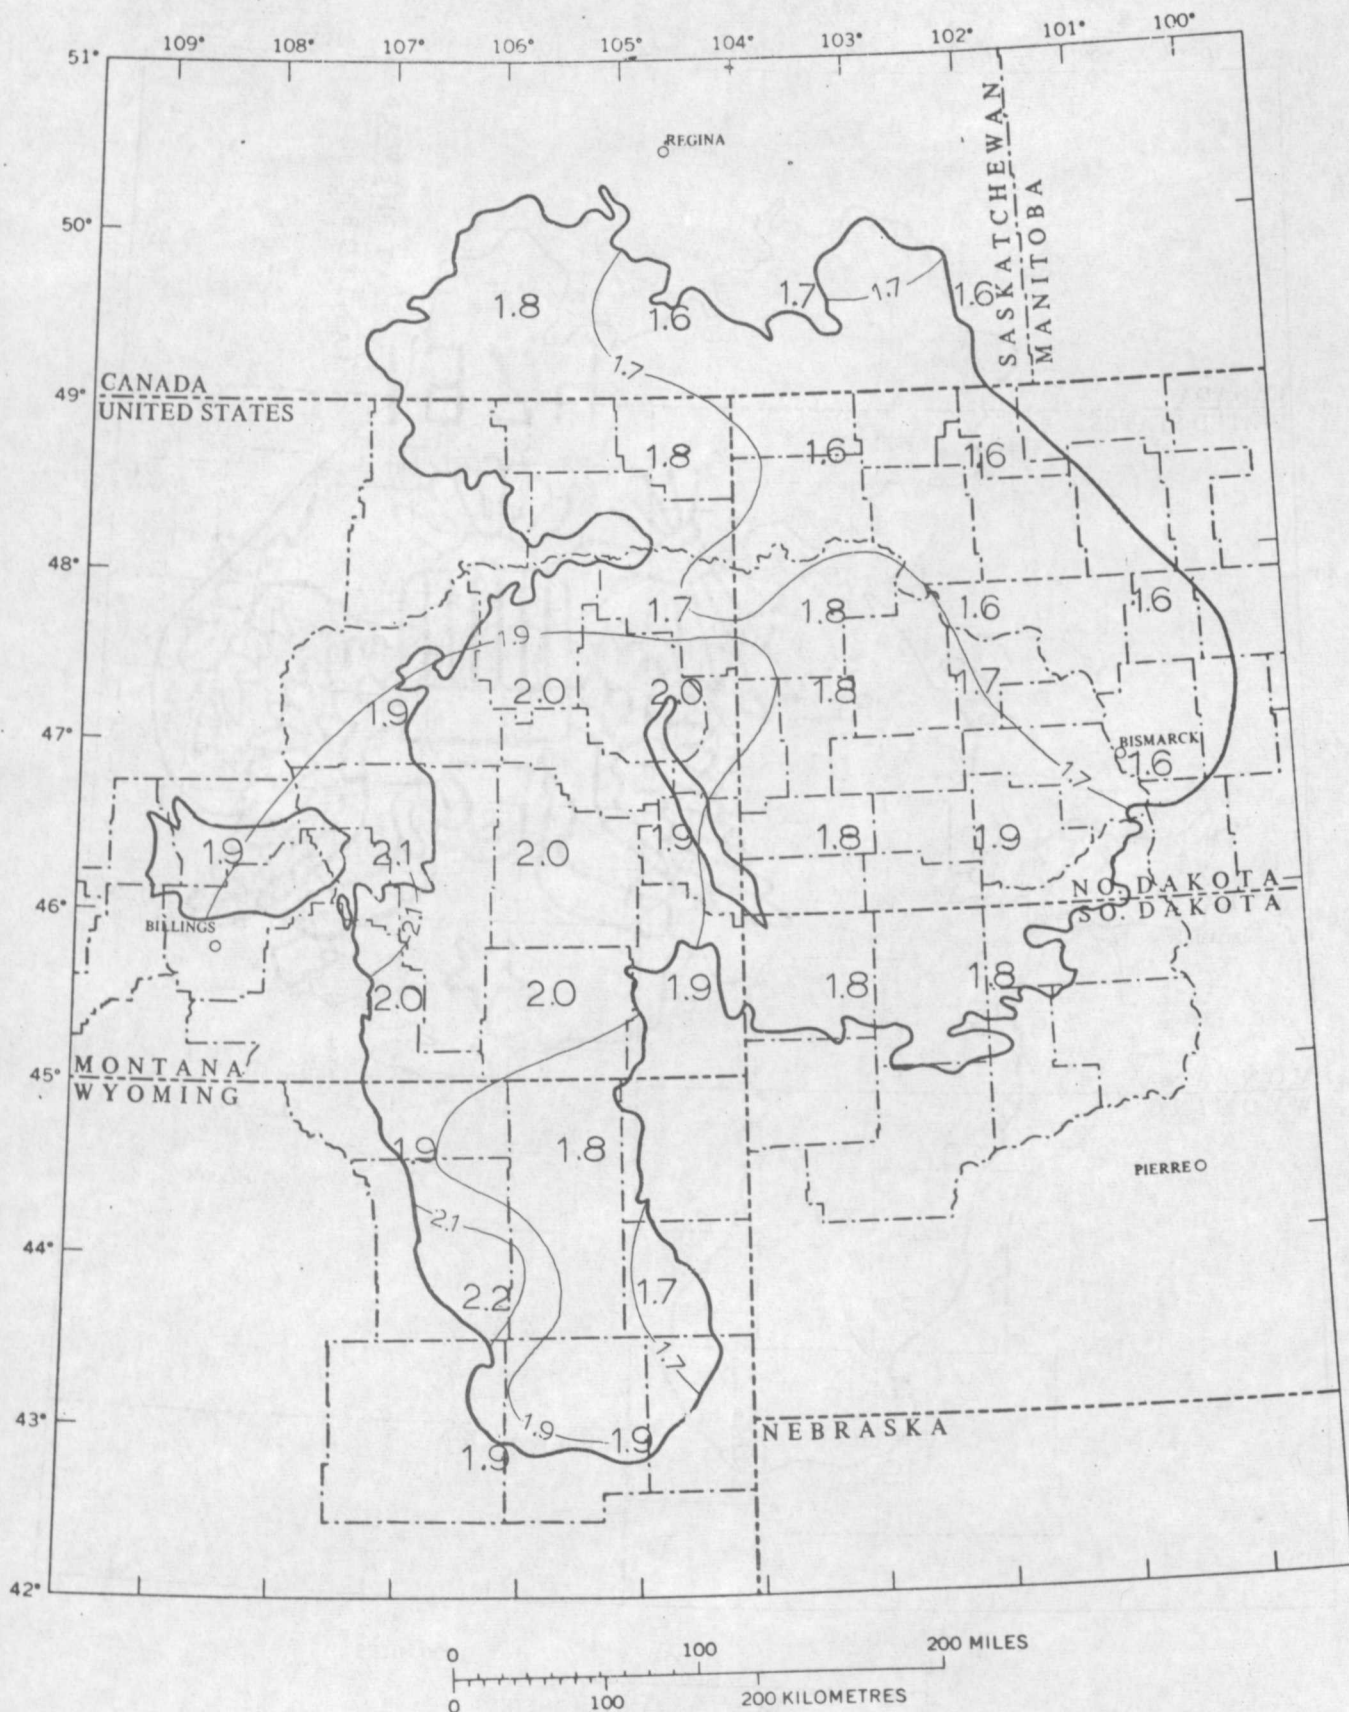 109° 108° 107° 106° 105° 104° 103° 102° 101° 100°
51°
REGINA
SASKATCHEWAN
MANITOBA
50°
1.8 1.6 1.7 1.7 1.6
1.7
CANADA
49°
UNITED STATES
1.8 1.6 1.6
48°
1.7 1.8 1.6 1.6
1.9
2.0 2.0 1.8 1.7
1.9
47°
BISMARCK
1.6
1.7
1.9 2.1 2.0 1.9 1.8 1.9
NO. DAKOTA
46°
SO. DAKOTA
BILLINGS
2.1
2.0 2.0 1.9 1.8 1.8
MONTANA
45°
WYOMING
1.9 1.8
PIERRE
2.1
44°
2.2 1.7
1.7
43°
NEBRASKA
1.9 1.9
1.9
42°
0 100 200 MILES
0 100 200 KILOMETRES